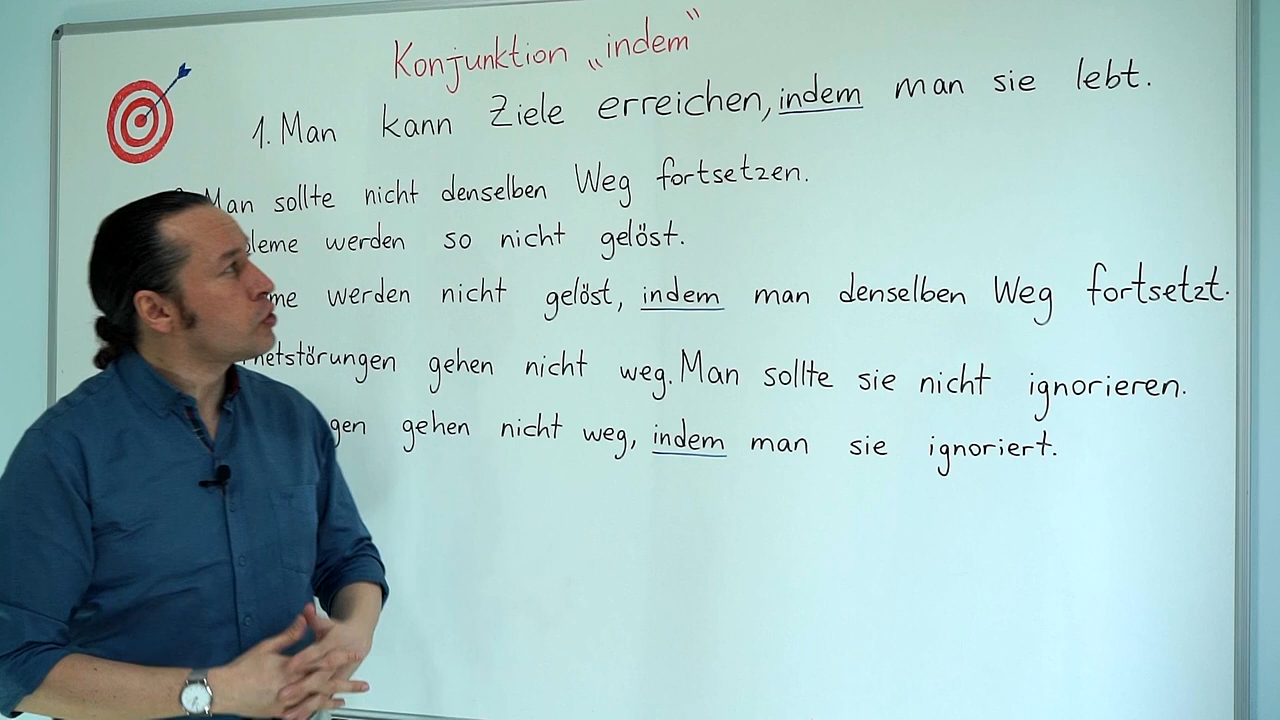 Konjunktion „indem“
1. Man kann Ziele erreichen, indem man sie lebt.
Man sollte nicht denselben Weg fortsetzen.
werden so nicht gelöst.
werden nicht gelöst, indem man denselben Weg fortsetzt.
gehen nicht weg. Man sollte sie nicht ignorieren.
gehen nicht weg, indem man sie ignoriert.